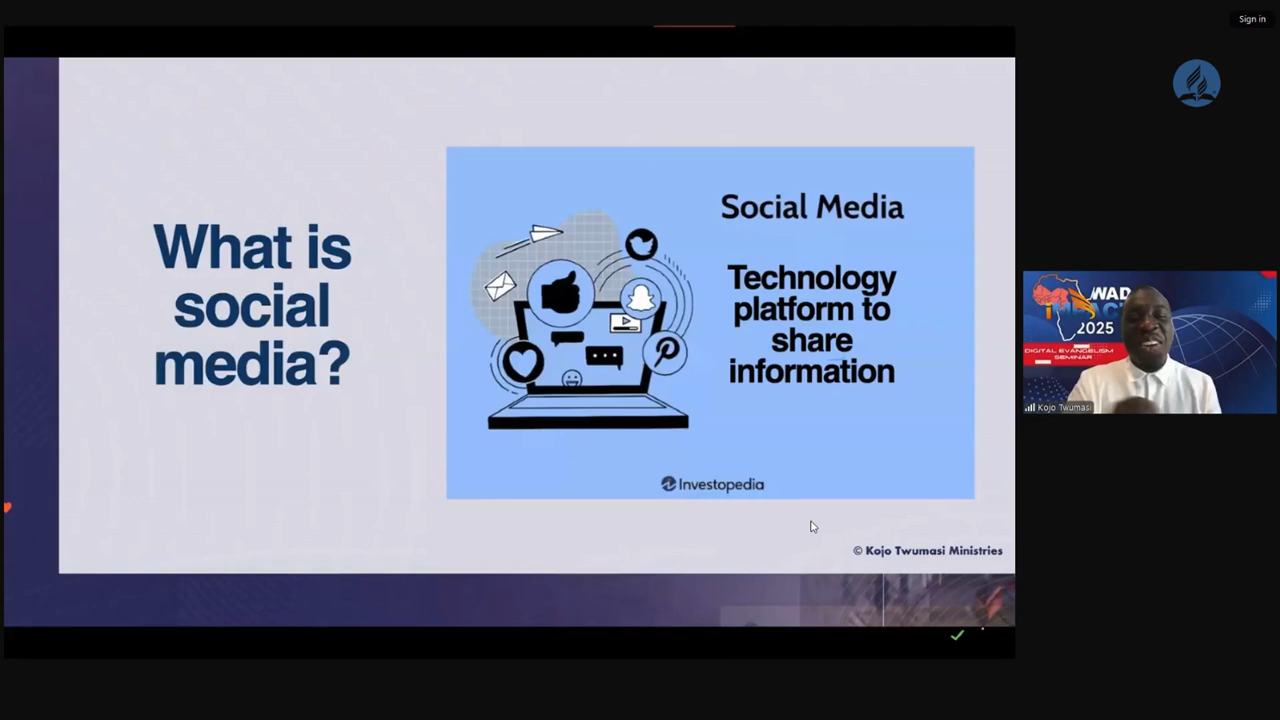 Sign in
What is
social
media?
Social Media
Technology
platform to
share
information
Investopedia
© Kojo Twumasi Ministries
WAD
2025
DIGITAL EVANGELISM
SEMINAR
Kojo Twumasi